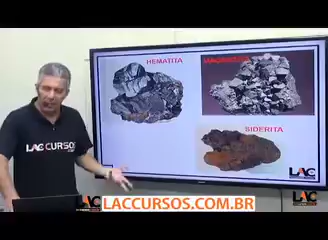 HEMATITA
MAGNETITA
SIDERITA
LAC CURSOS
LAC
LAC
LACCURSOS.COM.BR